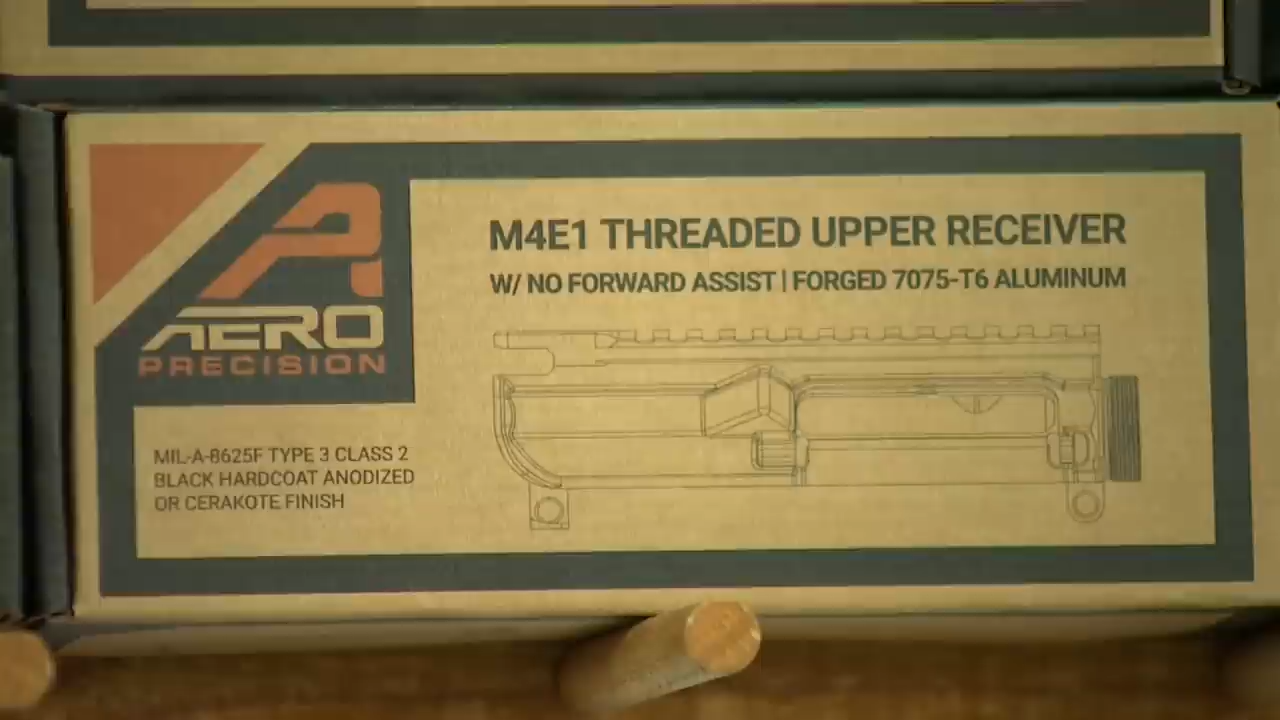 M4E1 THREADED UPPER RECEIVER
W/ NO FORWARD ASSIST | FORGED 7075-T6 ALUMINUM
AERO
PRECISION
MIL-A-8625F TYPE 3 CLASS 2
BLACK HARDCOAT ANODIZED
OR CERAKOTE FINISH